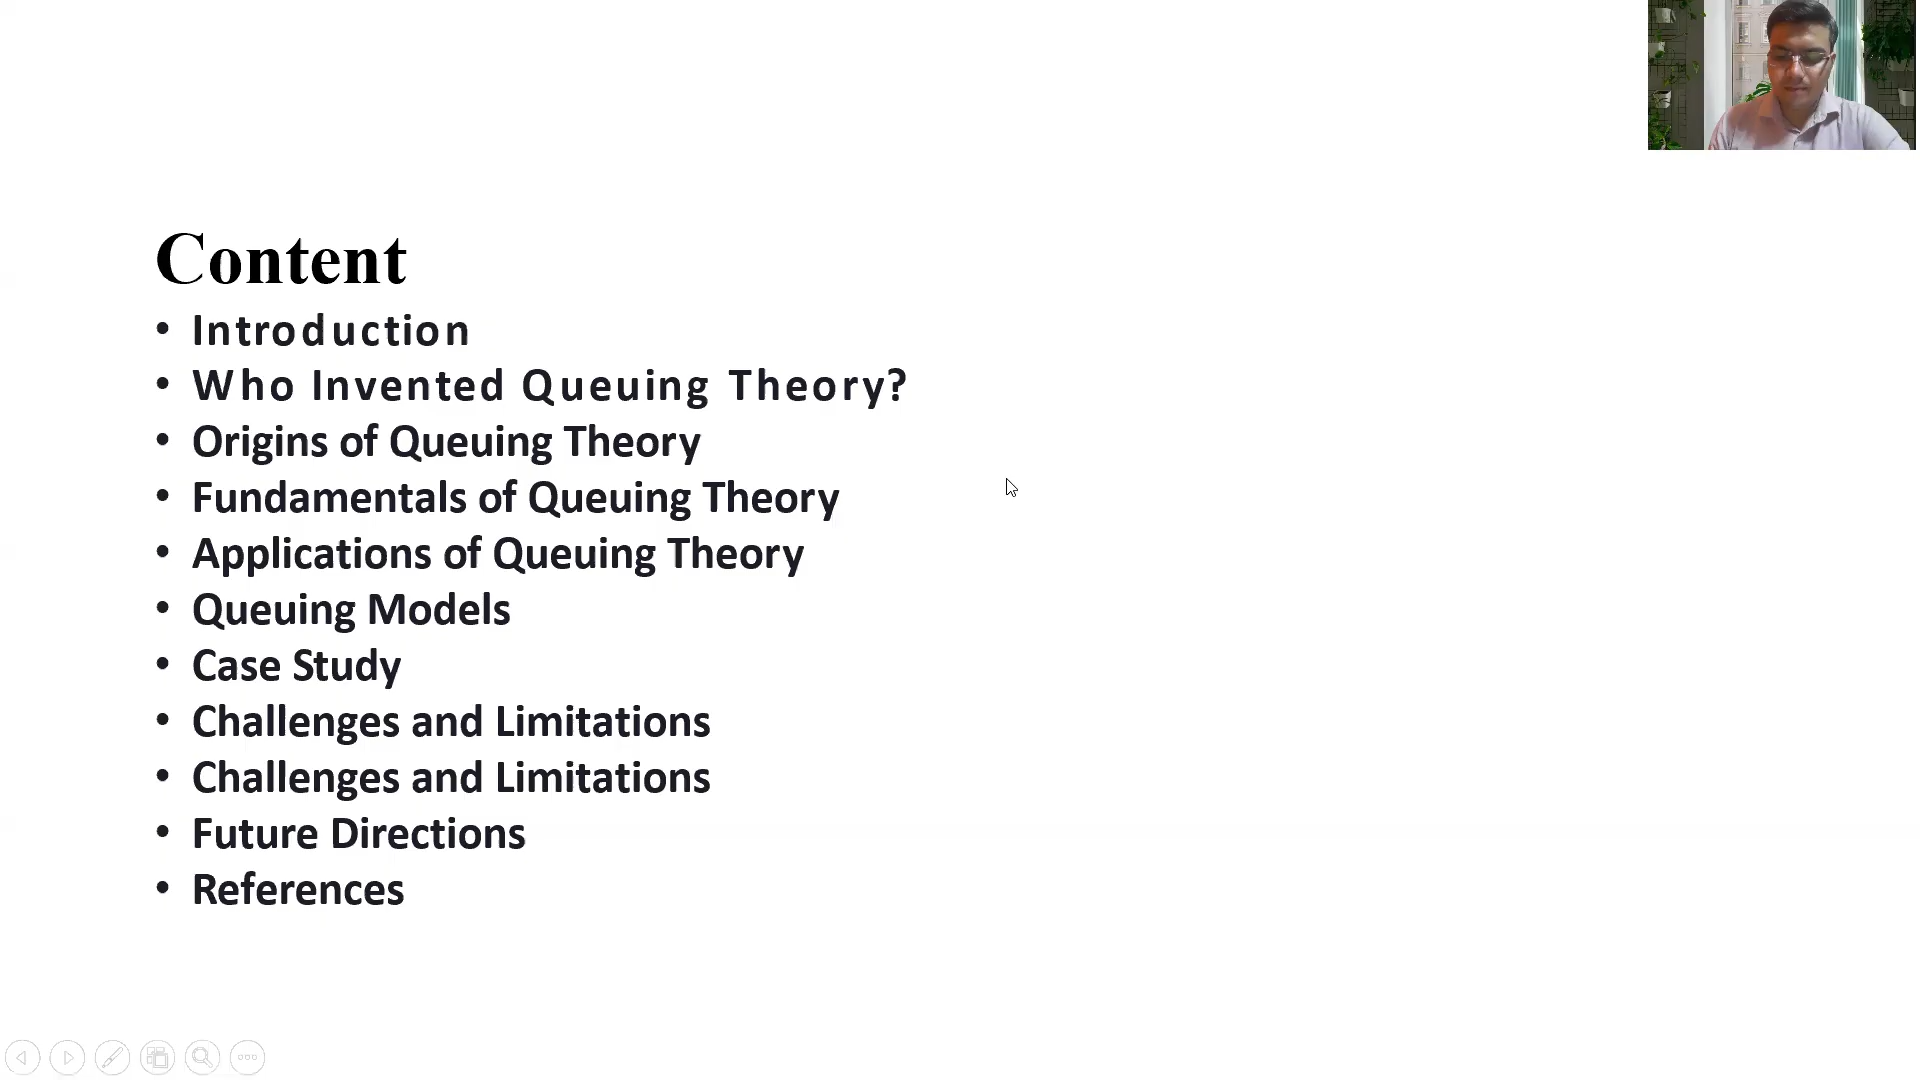 Content
• Introduction
• Who Invented Queuing Theory?
• Origins of Queuing Theory
• Fundamentals of Queuing Theory
• Applications of Queuing Theory
• Queuing Models
• Case Study
• Challenges and Limitations
• Challenges and Limitations
• Future Directions
• References